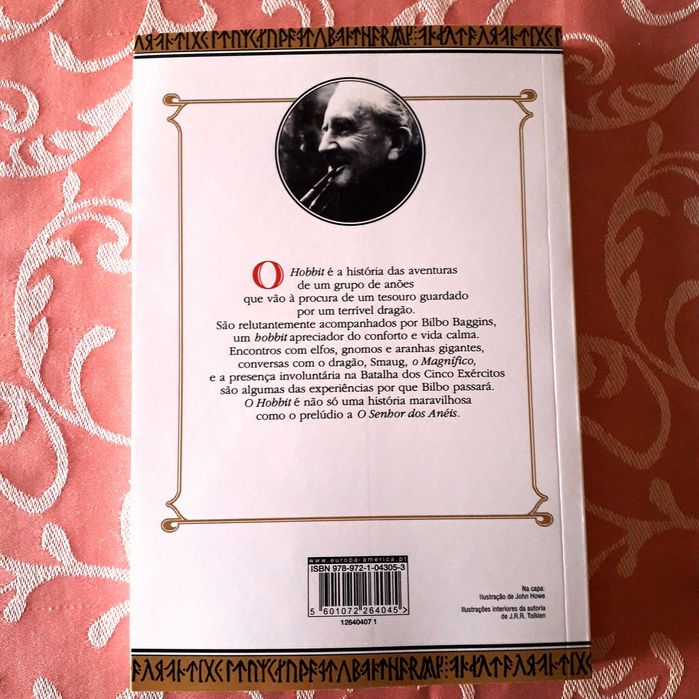 O Hobbit é a história das aventuras
de um grupo de anões
que vão à procura de um tesouro guardado
por um terrível dragão.
São relutantemente acompanhados por Bilbo Baggins,
um hobbit apreciador do conforto e vida calma.
Encontros com elfos, gnomos e aranhas gigantes,
conversas com o dragão, Smaug, o Magnífico,
e a presença involuntária na Batalha dos Cinco Exércitos
são algumas das experiências por que Bilbo passará.
O Hobbit é não só uma história maravilhosa
como o prelúdio a O Senhor dos Anéis.
www.europa-america.pt
ISBN 978-972-1-04305-3
5 601072 264045
12640407 1
Na capa:
Ilustração de John Howe
Ilustrações interiores da autoria
de J.R.R. Tolkien